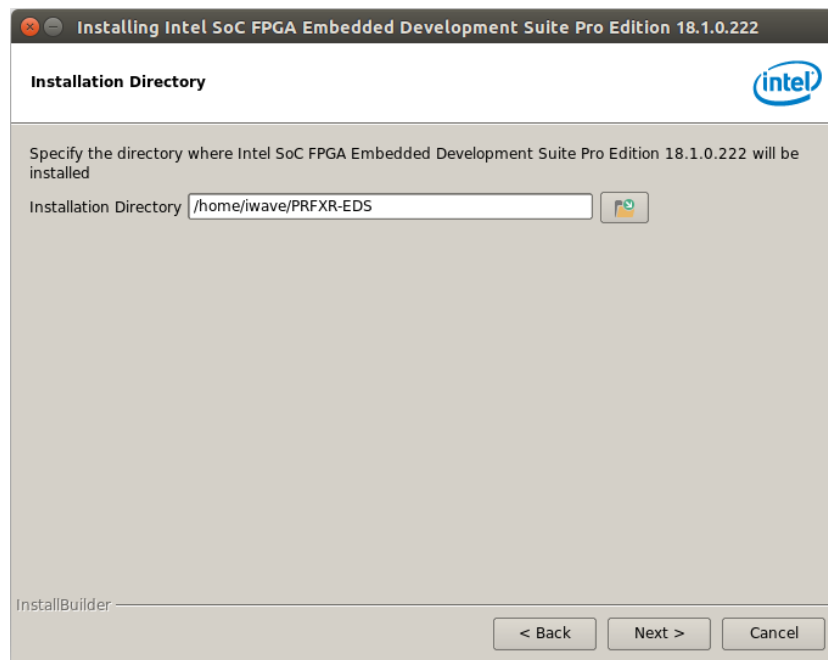 Installing Intel SoC FPGA Embedded Development Suite Pro Edition 18.1.0.222
Installation Directory
intel
Specify the directory where Intel SoC FPGA Embedded Development Suite Pro Edition 18.1.0.222 will be
installed
Installation Directory /home/iwave/PRFXR-EDS
InstallBuilder
< Back Next > Cancel